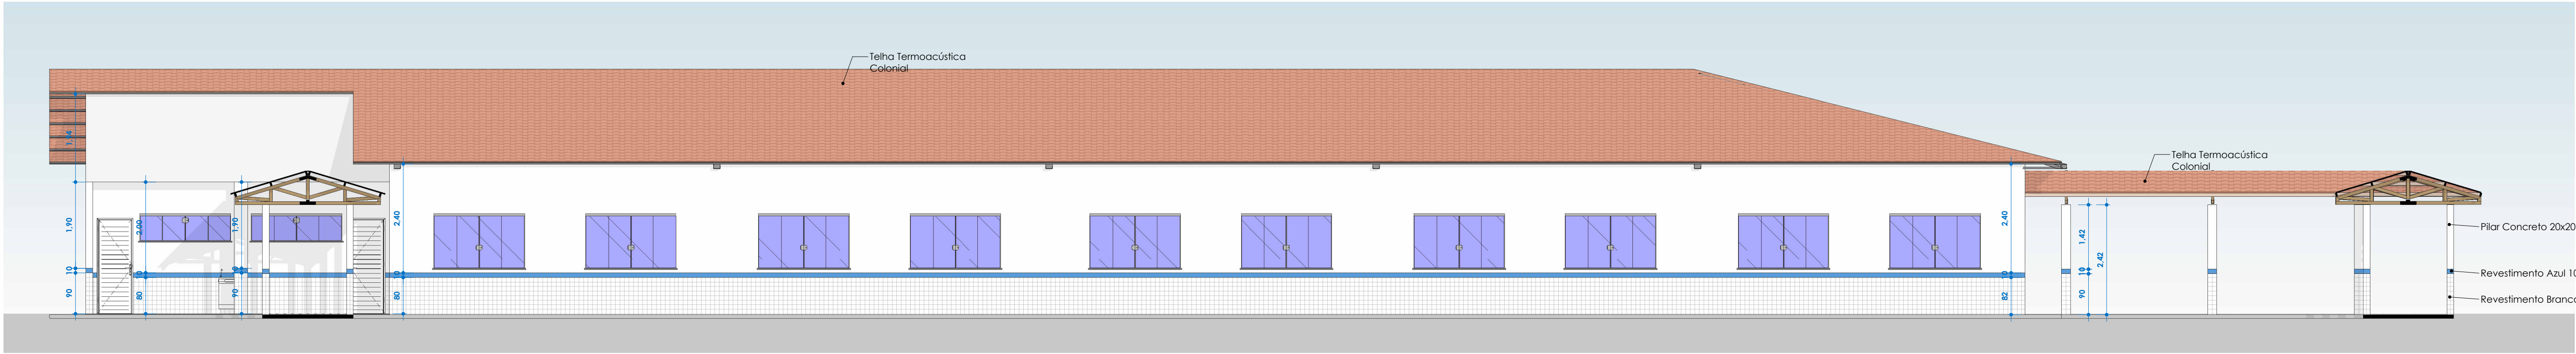 Telha Termoacústica
Colonial
Telha Termoacústica
Colonial
Pilar Concreto 20x20
Revestimento Azul 10
Revestimento Branco
1,90
10
90
2,00
80
1,90
90
2,40
10
80
2,40
10
82
1,42
10
90
2,42